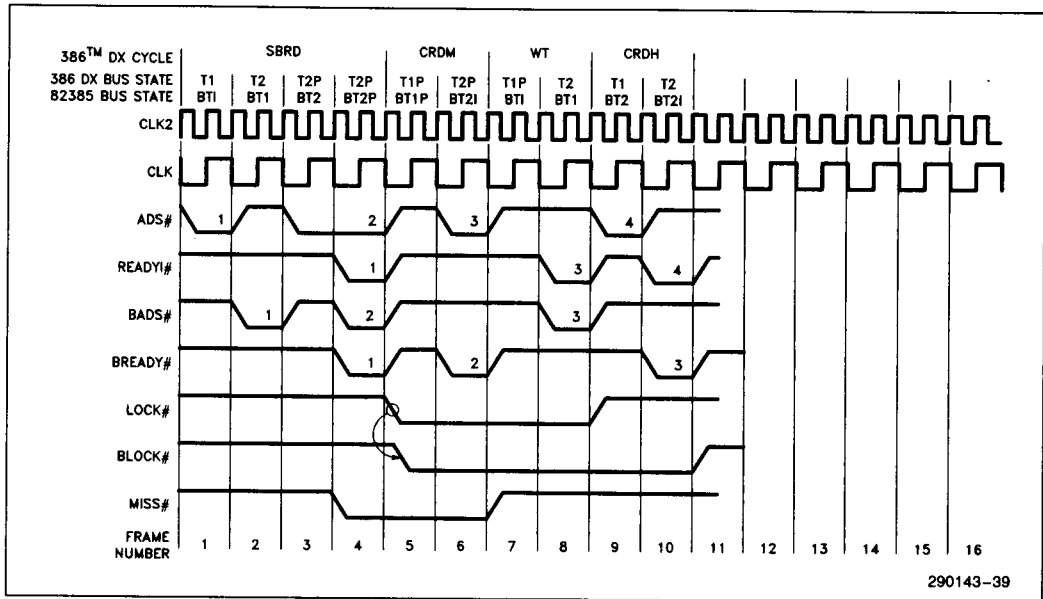 386™ DX CYCLE SBRD CRDM WT CRDH
386 DX BUS STATE T1 T2 T2P T2P T1P T2P T1P T2 T1 T2
82385 BUS STATE BTI BT1 BT2 BT2P BT1P BT2I BTI BT1 BT2 BT2I
CLK2
CLK
ADS# 1 2 3 4
READYI# 1 3 4
BADS# 1 2 3
BREADY# 1 2 3
LOCK#
BLOCK#
MISS#
FRAME
NUMBER 1 2 3 4 5 6 7 8 9 10 11 12 13 14 15 16
290143-39